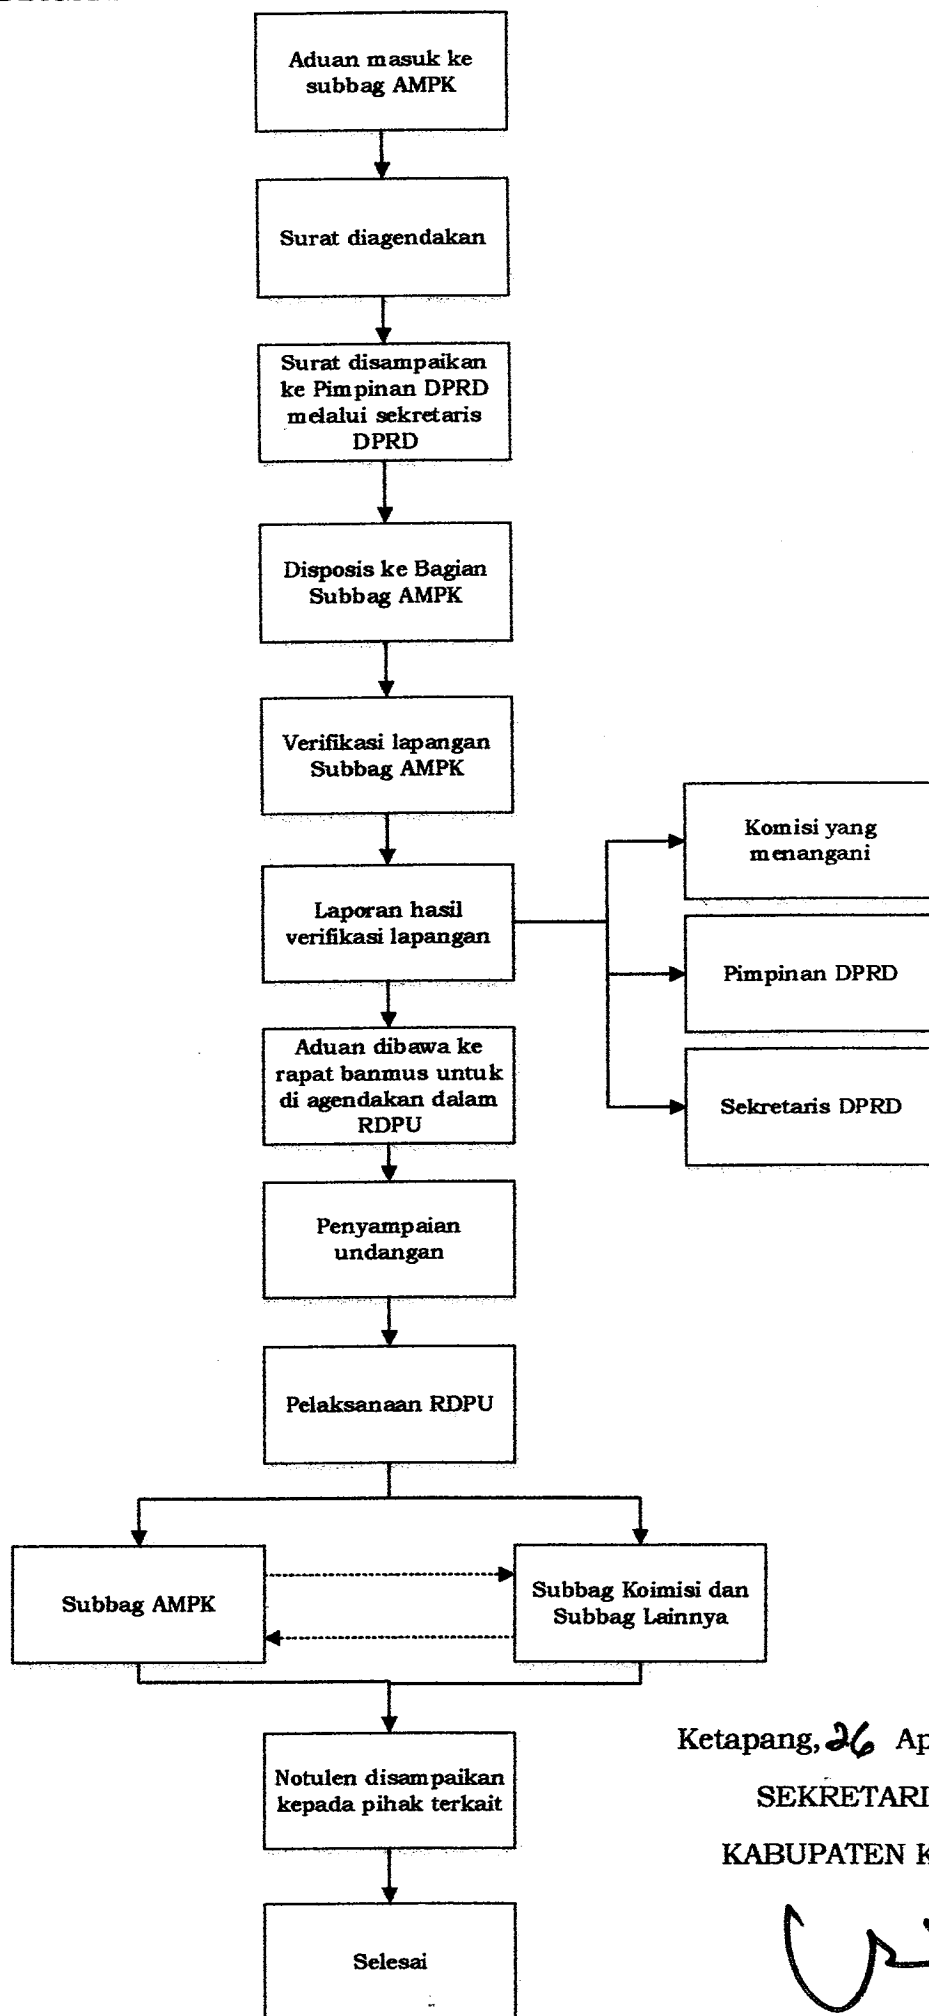 Aduan masuk ke
subbag AMPK
Surat diagendakan
Surat disampaikan
ke Pimpinan DPRD
melalui sekretaris
DPRD
Disposis ke Bagian
Subbag AMPK
Verifikasi lapangan
Subbag AMPK
Laporan hasil
verifikasi lapangan
Komisi yang
menangani
Pimpinan DPRD
Sekretaris DPRD
Aduan dibawa ke
rapat banmus untuk
di agendakan dalam
RDPU
Penyampaian
undangan
Pelaksanaan RDPU
Subbag AMPK
Subbag Koimisi dan
Subbag Lainnya
Notulen disampaikan
kepada pihak terkait
Selesai
Ketapang, 26 Ap
SEKRETARI
KABUPATEN K